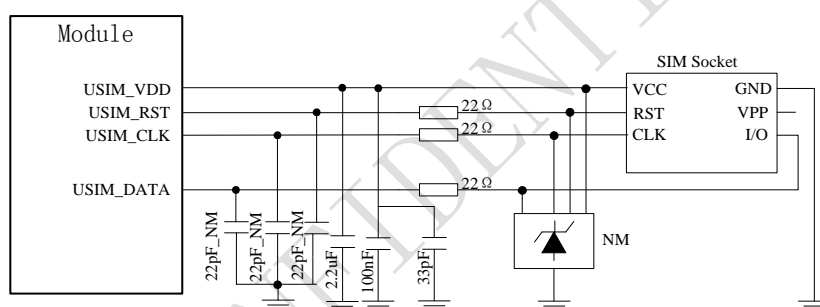 Module
SIM Socket
USIM_VDD
VCC
GND
USIM_RST
22Ω
RST
VPP
USIM_CLK
22Ω
CLK
I/O
USIM_DATA
22Ω
22pF_NM
22pF_NM
22pF_NM
2.2uF
100nF
33pF
NM